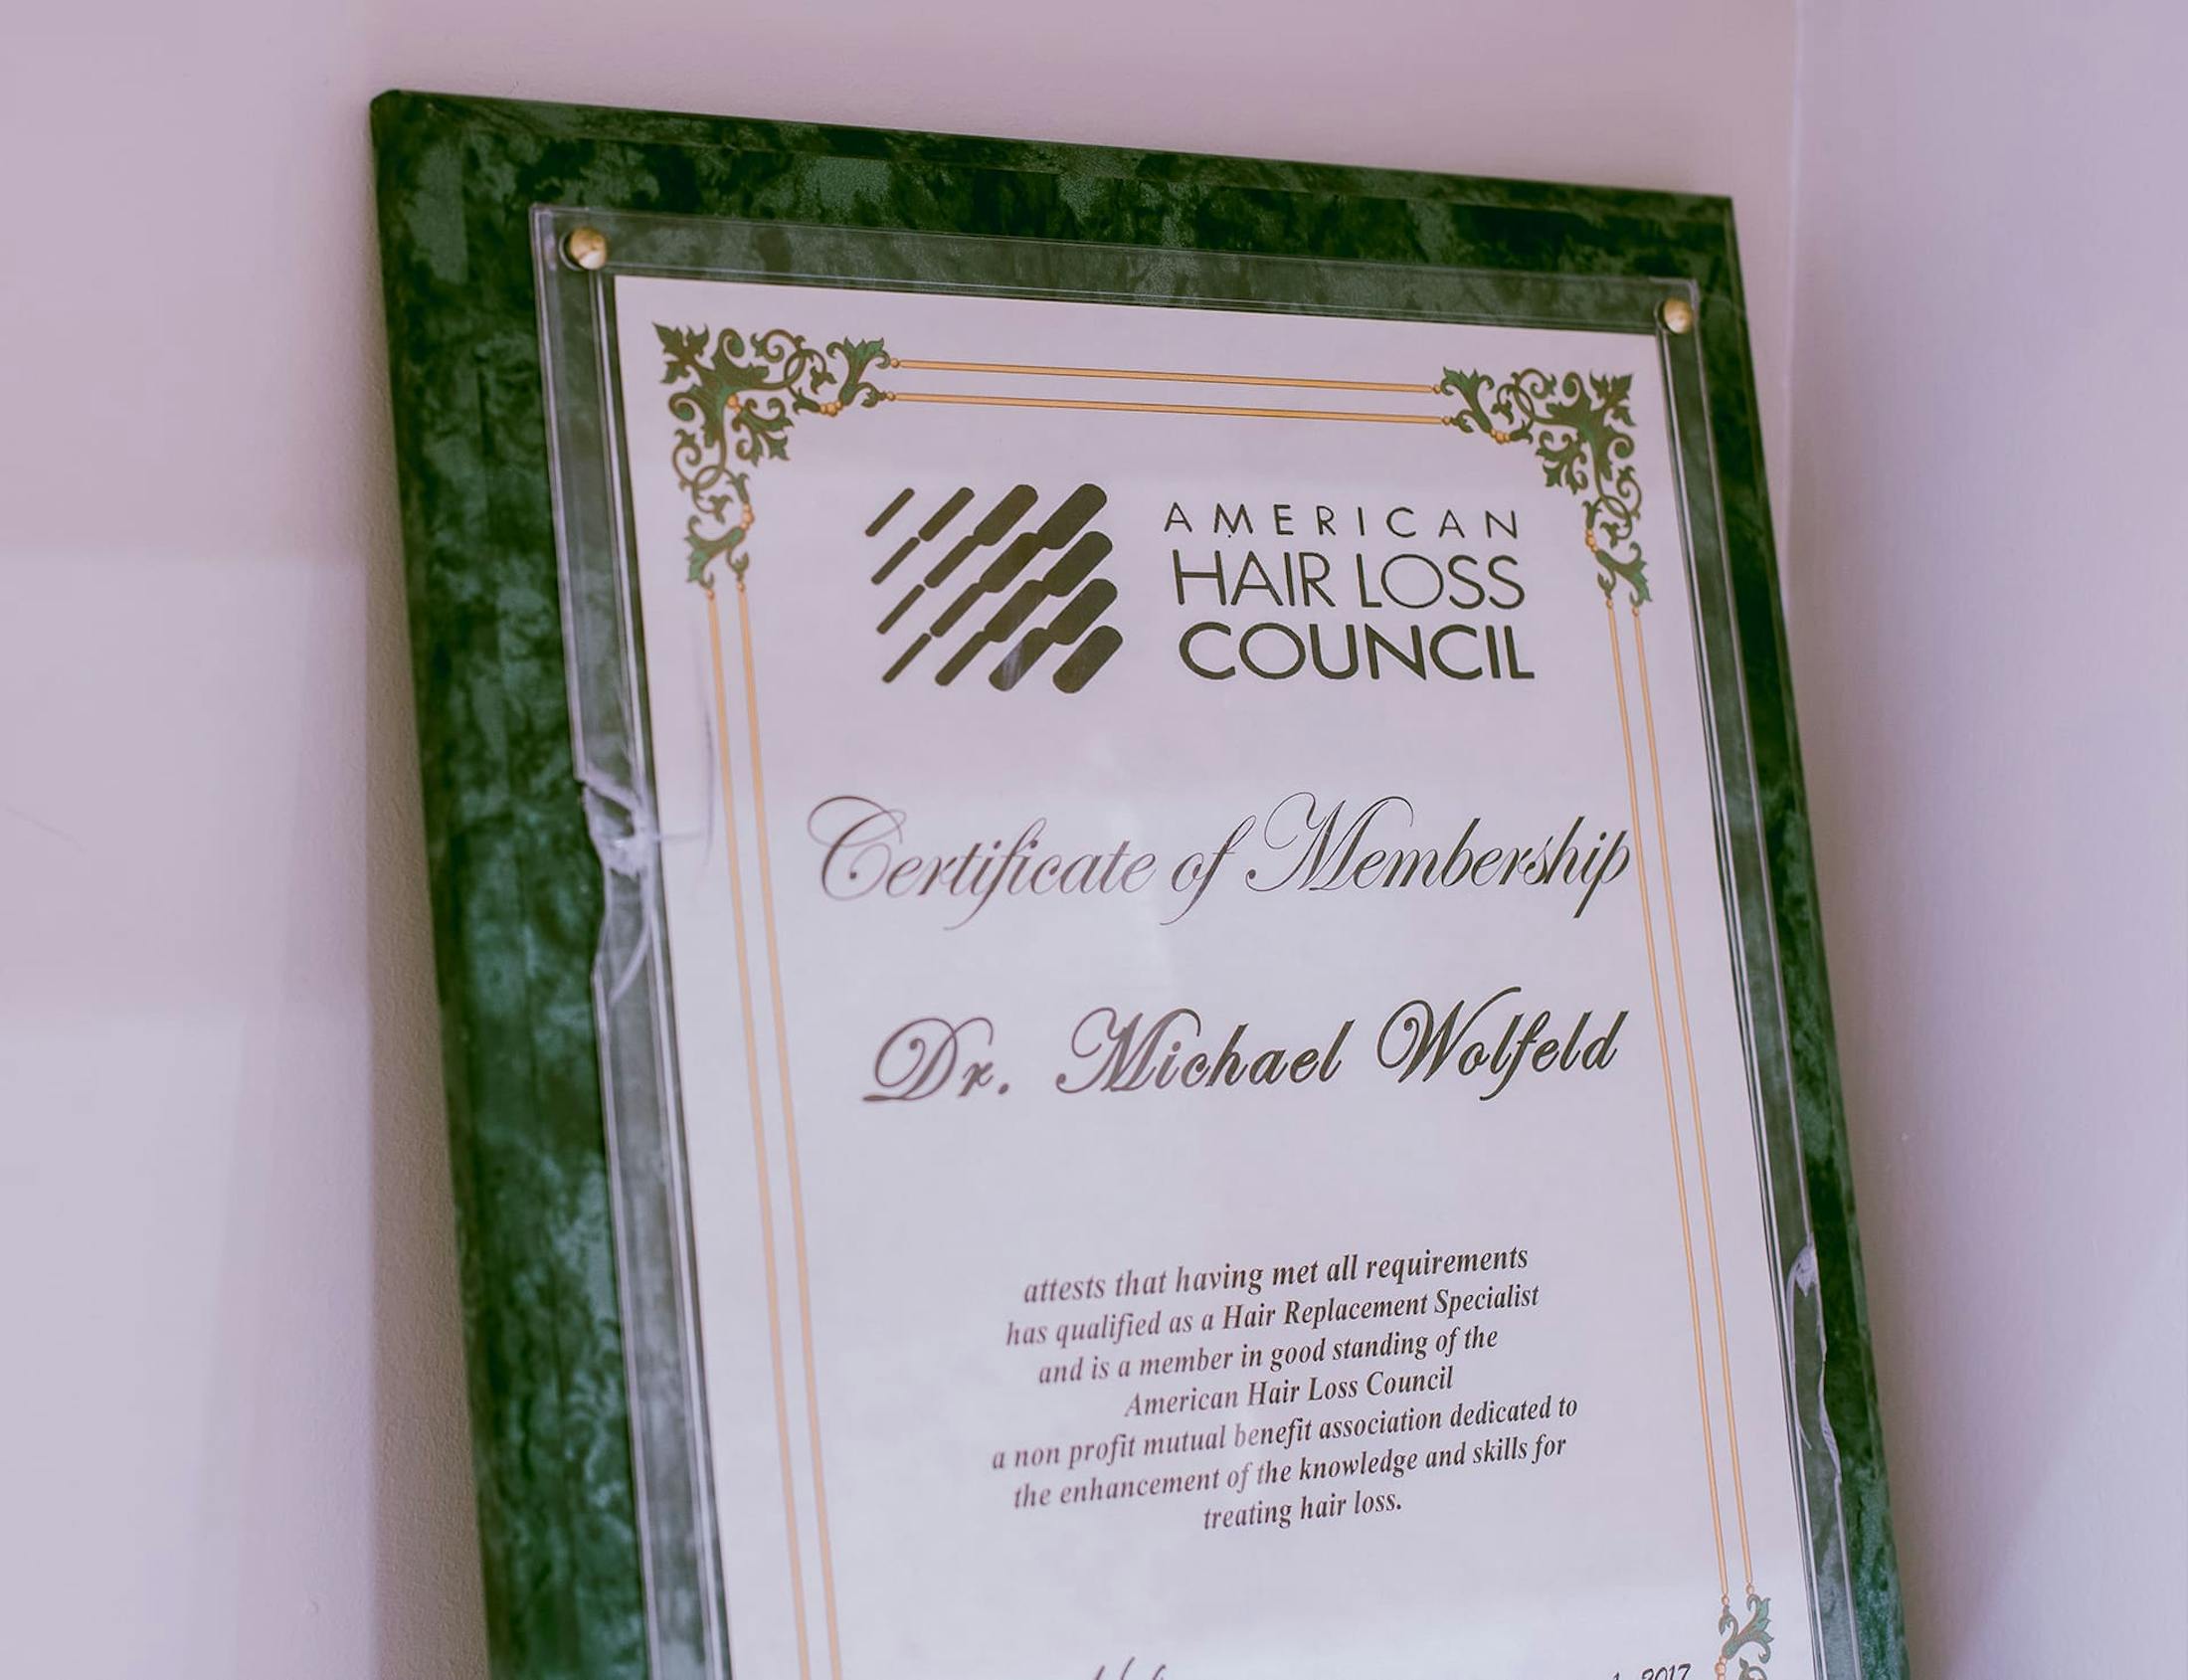 AMERICAN
HAIR LOSS
COUNCIL
Certificate of Membership
Dr. Michael Wolfeld
attests that having met all requirements
has qualified as a Hair Replacement Specialist
and is a member in good standing of the
American Hair Loss Council
a non profit mutual benefit association dedicated to
the enhancement of the knowledge and skills for
treating hair loss.
2017